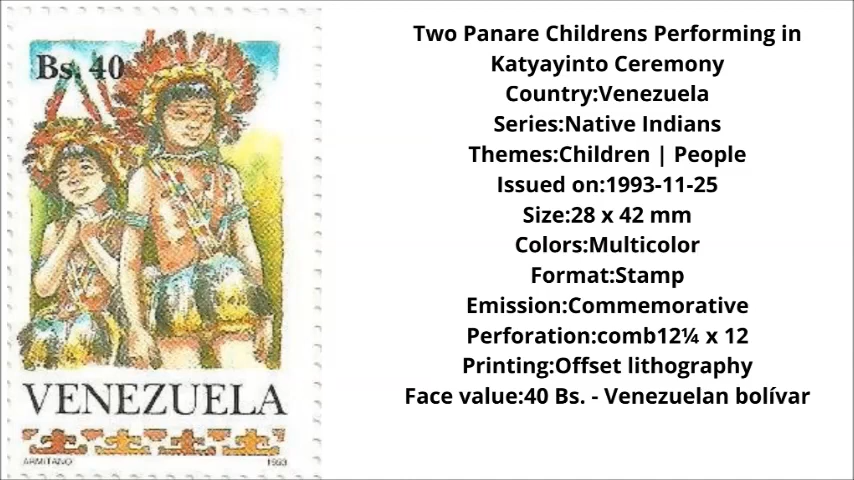 Bs. 40
VENEZUELA
ARMITANO 1993
Two Panare Childrens Performing in
Katyayinto Ceremony
Country:Venezuela
Series:Native Indians
Themes:Children | People
Issued on:1993-11-25
Size:28 x 42 mm
Colors:Multicolor
Format:Stamp
Emission:Commemorative
Perforation:comb12¼ x 12
Printing:Offset lithography
Face value:40 Bs. - Venezuelan bolívar